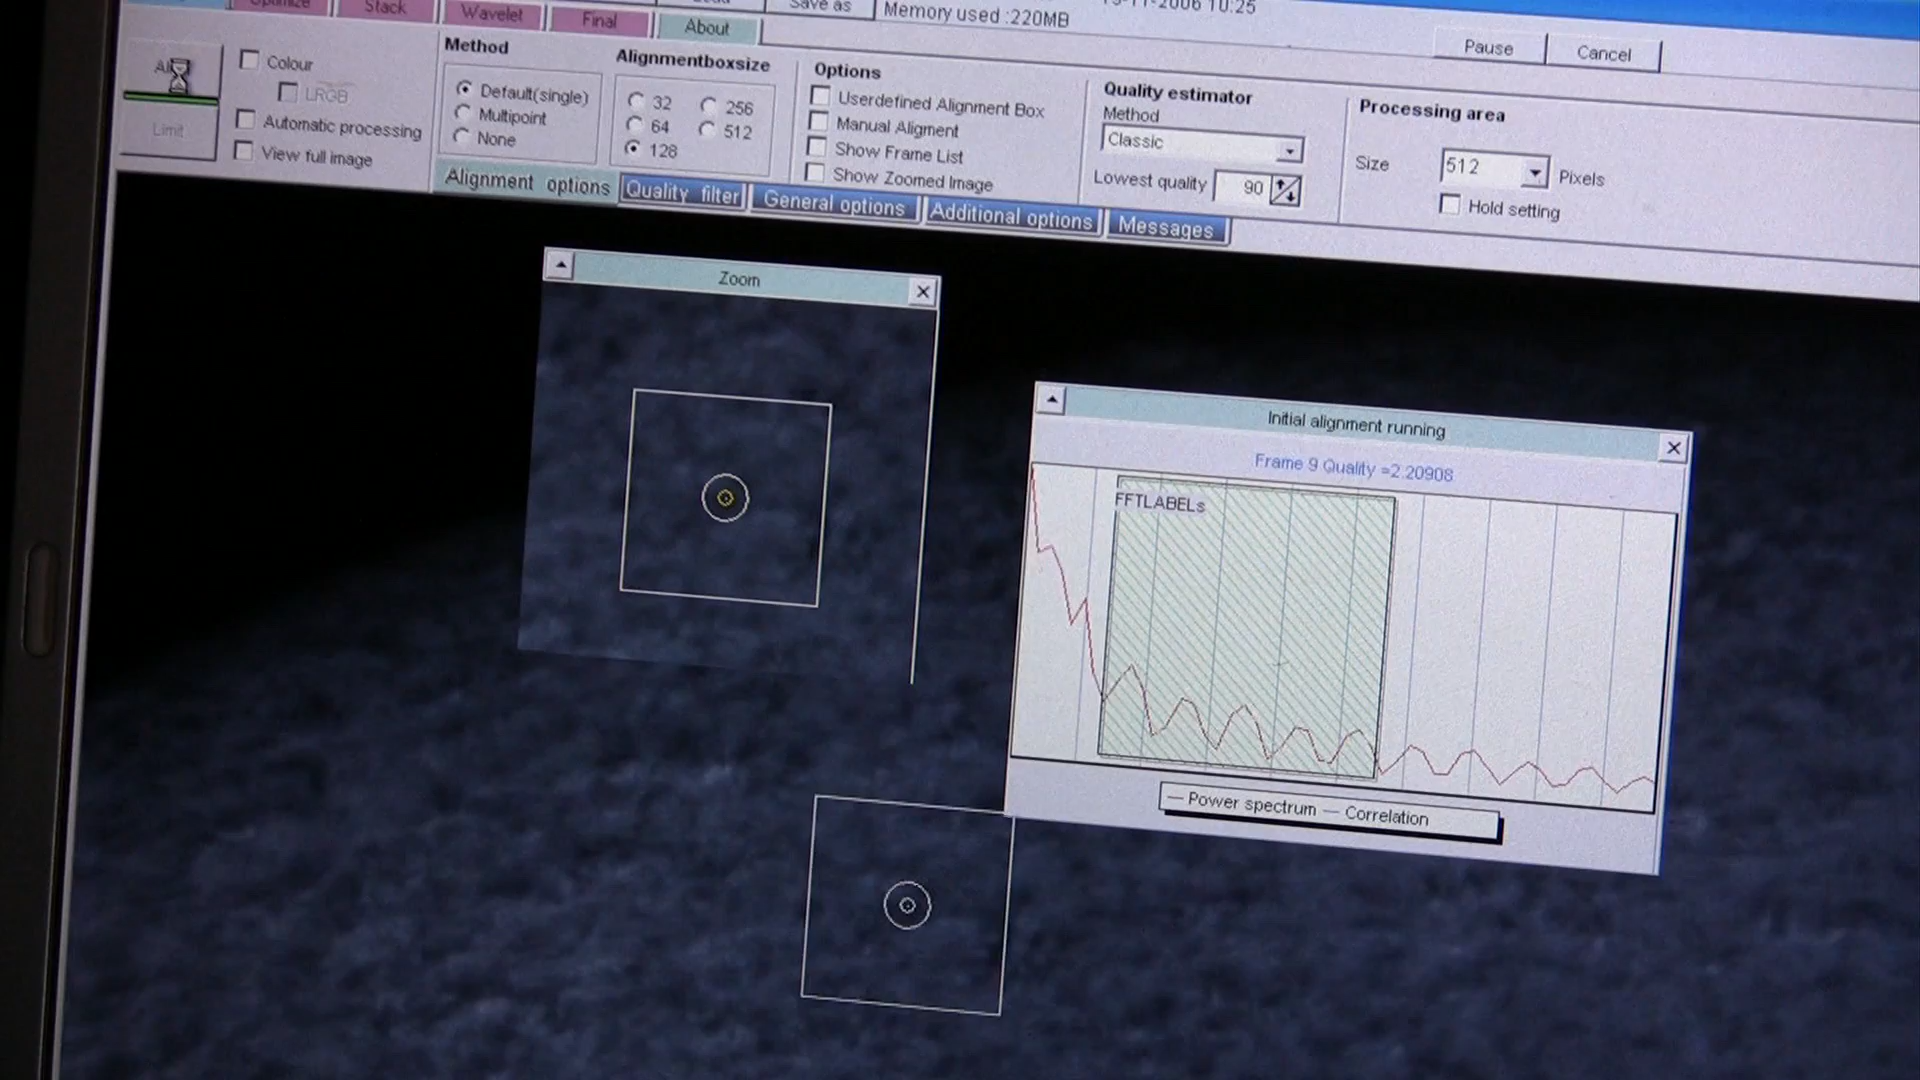 Optimize Stack Wavelet Final About
Save as
Memory used :220MB
Pause Cancel
Limit
Colour
LRGB
Automatic processing
View full image
Method
Default(single)
Multipoint
None
Alignmentboxsize
32 256
64 512
128
Options
Userdefined Alignment Box
Manual Aligment
Show Frame List
Show Zoomed Image
Quality estimator
Method
Classic
Lowest quality 90
Processing area
Size 512 Pixels
Hold setting
Alignment options Quality filter General options Additional options Messages
Zoom
Initial alignment running
Frame 9 Quality =2.20908
FFTLABELs
Power spectrum Correlation